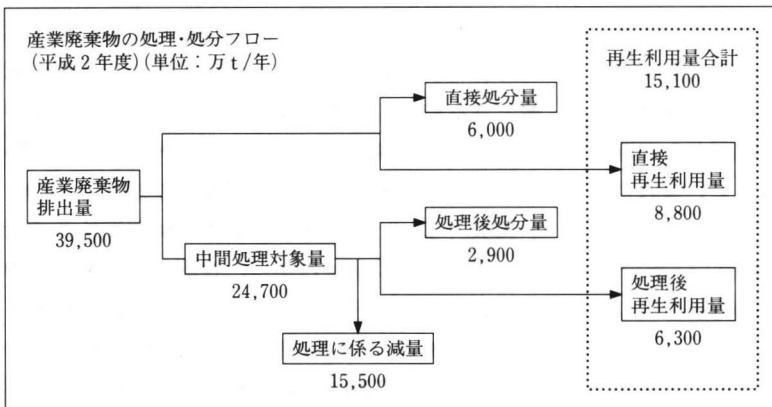 産業廃棄物の処理・処分フロー
(平成2年度)(単位：万t/年)
再生利用量合計
15,100
直接処分量
6,000
産業廃棄物
排出量
39,500
直接
再生利用量
8,800
処理後処分量
2,900
中間処理対象量
24,700
処理後
再生利用量
6,300
処理に係る減量
15,500